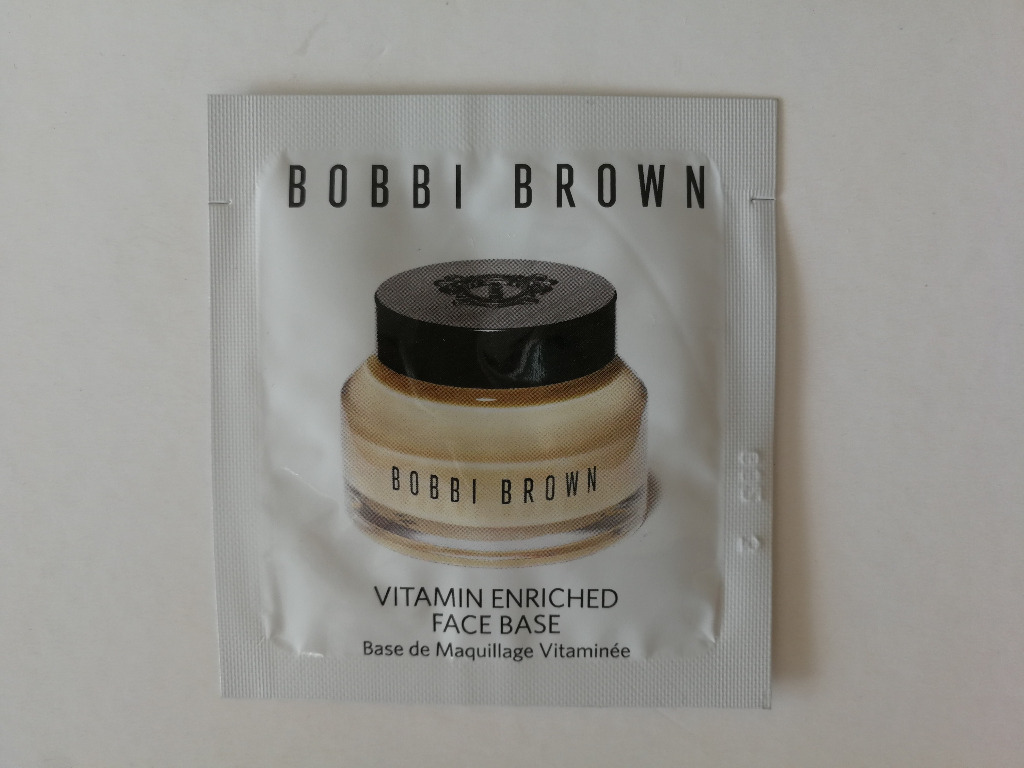 BOBBI BROWN
BOBBI BROWN
VITAMIN ENRICHED
FACE BASE
Base de Maquillage Vitaminée